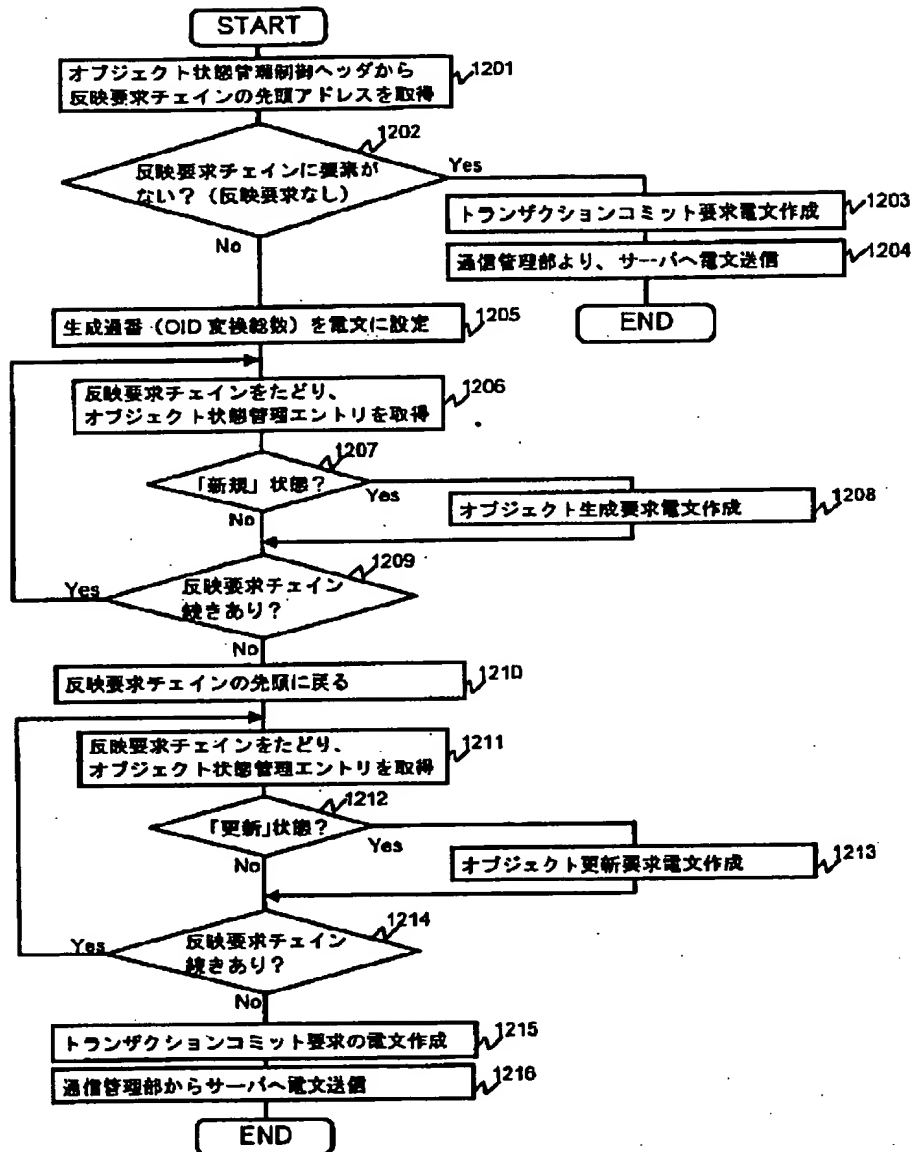 START
オブジェクト状態管理制御ヘッダから
反映要求チェインの先頭アドレスを取得
1201
1202
反映要求チェインに要素が
ない？（反映要求なし）
Yes
No
トランザクションコミット要求電文作成
1203
通信管理部より、サーバへ電文送信
1204
END
生成通番（OID変換総数）を電文に設定
1205
反映要求チェインをたどり、
オブジェクト状態管理エントリを取得
1206
1207
「新規」状態？
Yes
No
オブジェクト生成要求電文作成
1208
1209
反映要求チェイン
続きあり？
Yes
No
反映要求チェインの先頭に戻る
1210
反映要求チェインをたどり、
オブジェクト状態管理エントリを取得
1211
1212
「更新」状態？
Yes
No
オブジェクト更新要求電文作成
1213
1214
反映要求チェイン
続きあり？
Yes
No
トランザクションコミット要求の電文作成
1215
通信管理部からサーバへ電文送信
1216
END